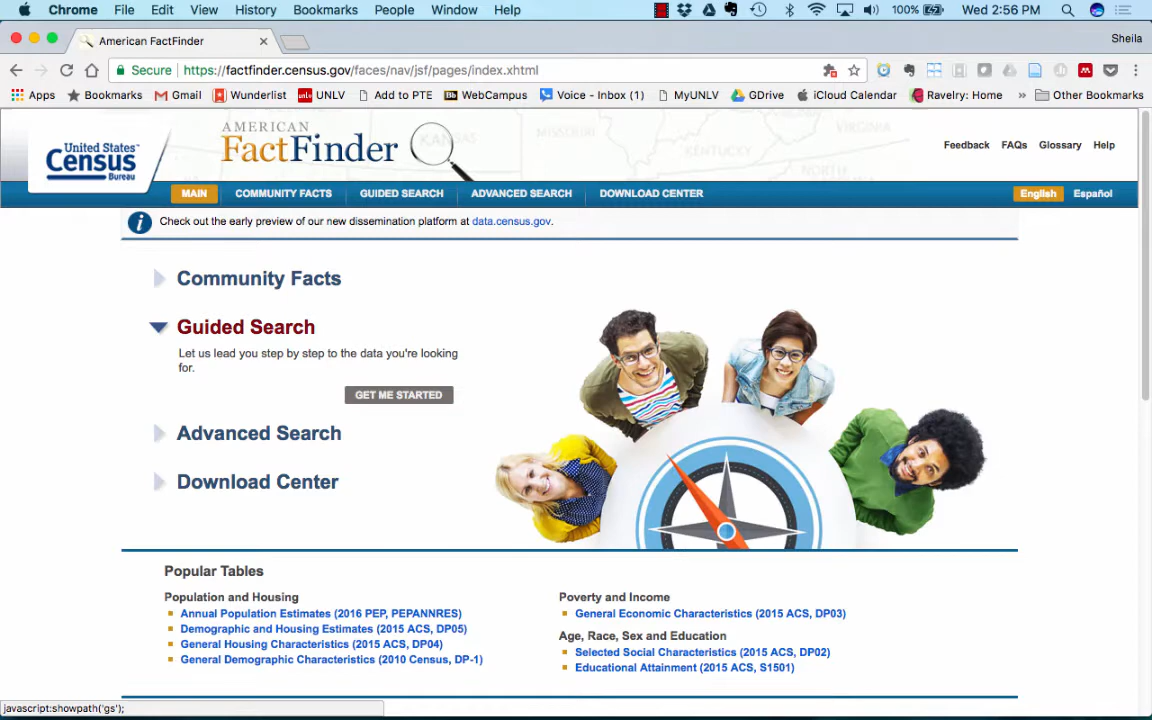 Chrome File Edit View History Bookmarks People Window Help 100% Wed 2:56 PM
American FactFinder Sheila
Secure https://factfinder.census.gov/faces/nav/jsf/pages/index.xhtml
Apps Bookmarks Gmail Wunderlist UNLV Add to PTE WebCampus Voice - Inbox (1) MyUNLV GDrive iCloud Calendar Ravelry: Home » Other Bookmarks
United States™
Census
Bureau
AMERICAN
FactFinder
KANSAS MISSOURI KENTUCKY VIRGINIA
Feedback FAQs Glossary Help
MAIN COMMUNITY FACTS GUIDED SEARCH ADVANCED SEARCH DOWNLOAD CENTER English Español
Check out the early preview of our new dissemination platform at data.census.gov.
Community Facts
Guided Search
Let us lead you step by step to the data you're looking
for.
GET ME STARTED
Advanced Search
Download Center
Popular Tables
Population and Housing
Annual Population Estimates (2016 PEP, PEPANNRES)
Demographic and Housing Estimates (2015 ACS, DP05)
General Housing Characteristics (2015 ACS, DP04)
General Demographic Characteristics (2010 Census, DP-1)
Poverty and Income
General Economic Characteristics (2015 ACS, DP03)
Age, Race, Sex and Education
Selected Social Characteristics (2015 ACS, DP02)
Educational Attainment (2015 ACS, S1501)
javascript:showpath('gs');